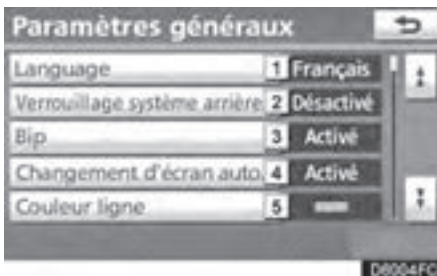 Paramètres généraux
Language 1 Français
Verrouillage système arrière 2 Désactivé
Bip 3 Activé
Changement d'écran auto. 4 Activé
Couleur ligne 5
D6004FC